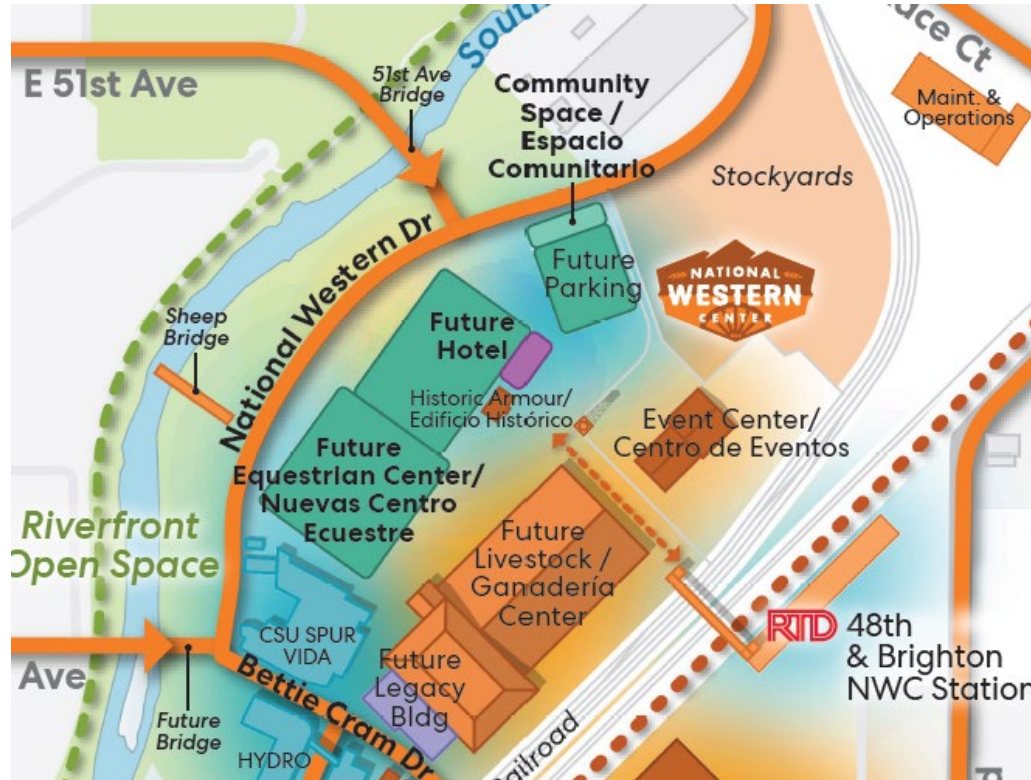 South
ace Ct
E 51st Ave
51st Ave
Bridge
Community
Space /
Espacio
Comunitario
Maint. &
Operations
Stockyards
National Western Dr
Future
Parking
NATIONAL
WESTERN
CENTER
Sheep
Bridge
Future
Hotel
Historic Armour/
Edificio Histórico
Event Center/
Centro de Eventos
Future
Equestrian Center/
Nuevas Centro
Ecuestre
Riverfront
Open Space
Future
Livestock /
Ganadería
Center
CSU SPUR
VIDA
RTD
48th
& Brighton
NWC Station
Ave
Future
Legacy
Bldg
Bettie Cram Dr
Future
Bridge
HYDRO
Railroad